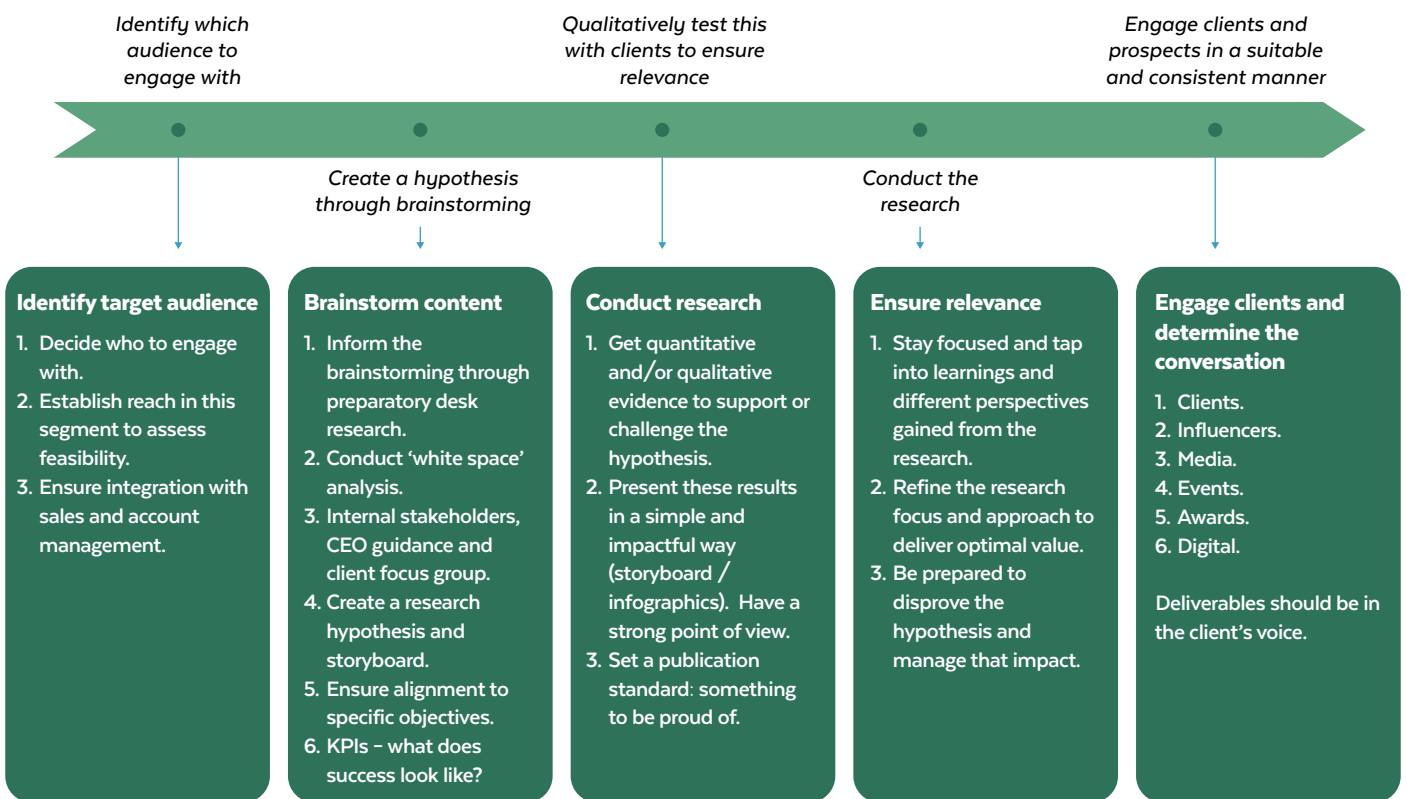 Identify which
audience to
engage with
Qualitatively test this
with clients to ensure
relevance
Engage clients and
prospects in a suitable
and consistent manner
Create a hypothesis
through brainstorming
Conduct the
research
Identify target audience
1. Decide who to engage
with.
2. Establish reach in this
segment to assess
feasibility.
3. Ensure integration with
sales and account
management.
Brainstorm content
1. Inform the
brainstorming through
preparatory desk
research.
2. Conduct ‘white space’
analysis.
3. Internal stakeholders,
CEO guidance and
client focus group.
4. Create a research
hypothesis and
storyboard.
5. Ensure alignment to
specific objectives.
6. KPIs – what does
success look like?
Conduct research
1. Get quantitative
and/or qualitative
evidence to support or
challenge the
hypothesis.
2. Present these results
in a simple and
impactful way
(storyboard /
infographics). Have a
strong point of view.
3. Set a publication
standard: something
to be proud of.
Ensure relevance
1. Stay focused and tap
into learnings and
different perspectives
gained from the
research.
2. Refine the research
focus and approach to
deliver optimal value.
3. Be prepared to
disprove the
hypothesis and
manage that impact.
Engage clients and
determine the
conversation
1. Clients.
2. Influencers.
3. Media.
4. Events.
5. Awards.
6. Digital.
Deliverables should be in
the client’s voice.